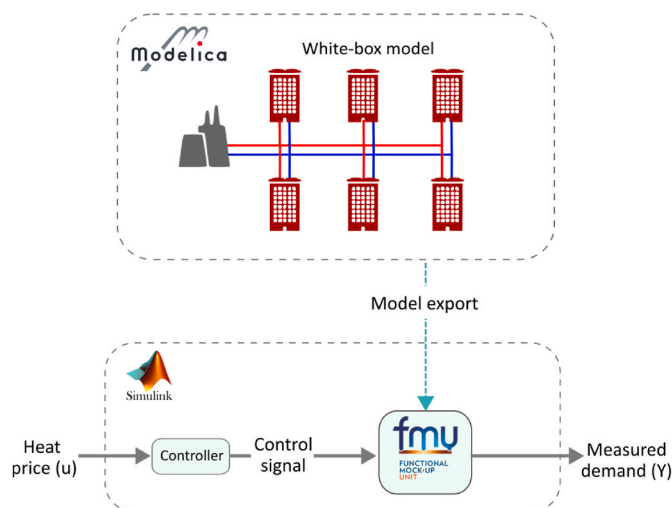 Modelica
White-box model
Model export
Simulink
Heat
price (u)
Controller
Control
signal
fmu
FUNCTIONAL
MOCK-UP
UNIT
Measured
demand (Y)